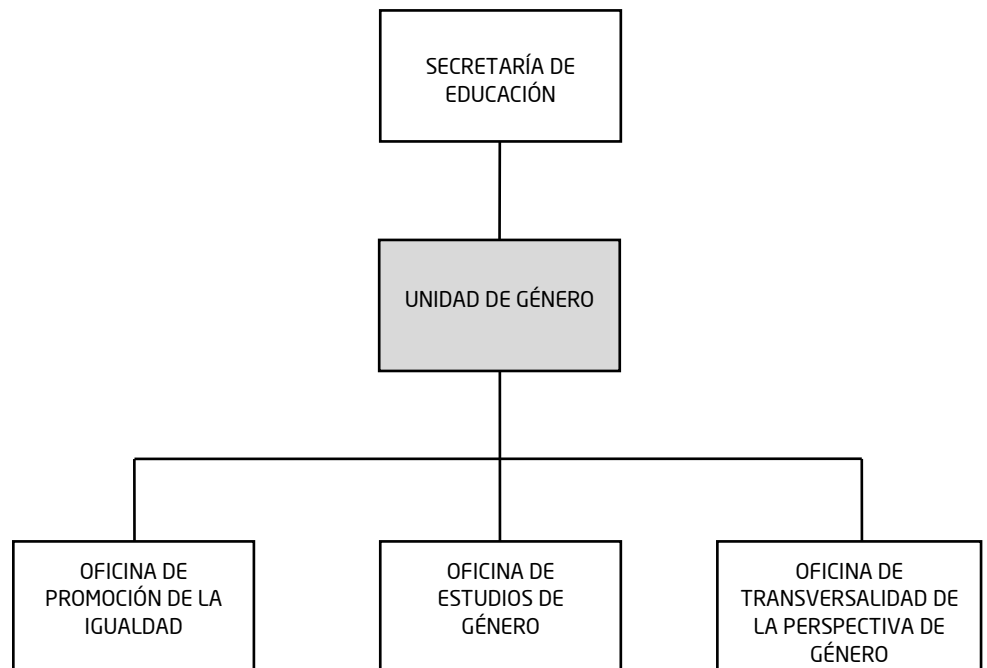 SECRETARÍA DE
EDUCACIÓN
UNIDAD DE GÉNERO
OFICINA DE
PROMOCIÓN DE LA
IGUALDAD
OFICINA DE
ESTUDIOS DE
GÉNERO
OFICINA DE
TRANSVERSALIDAD DE
LA PERSPECTIVA DE
GÉNERO